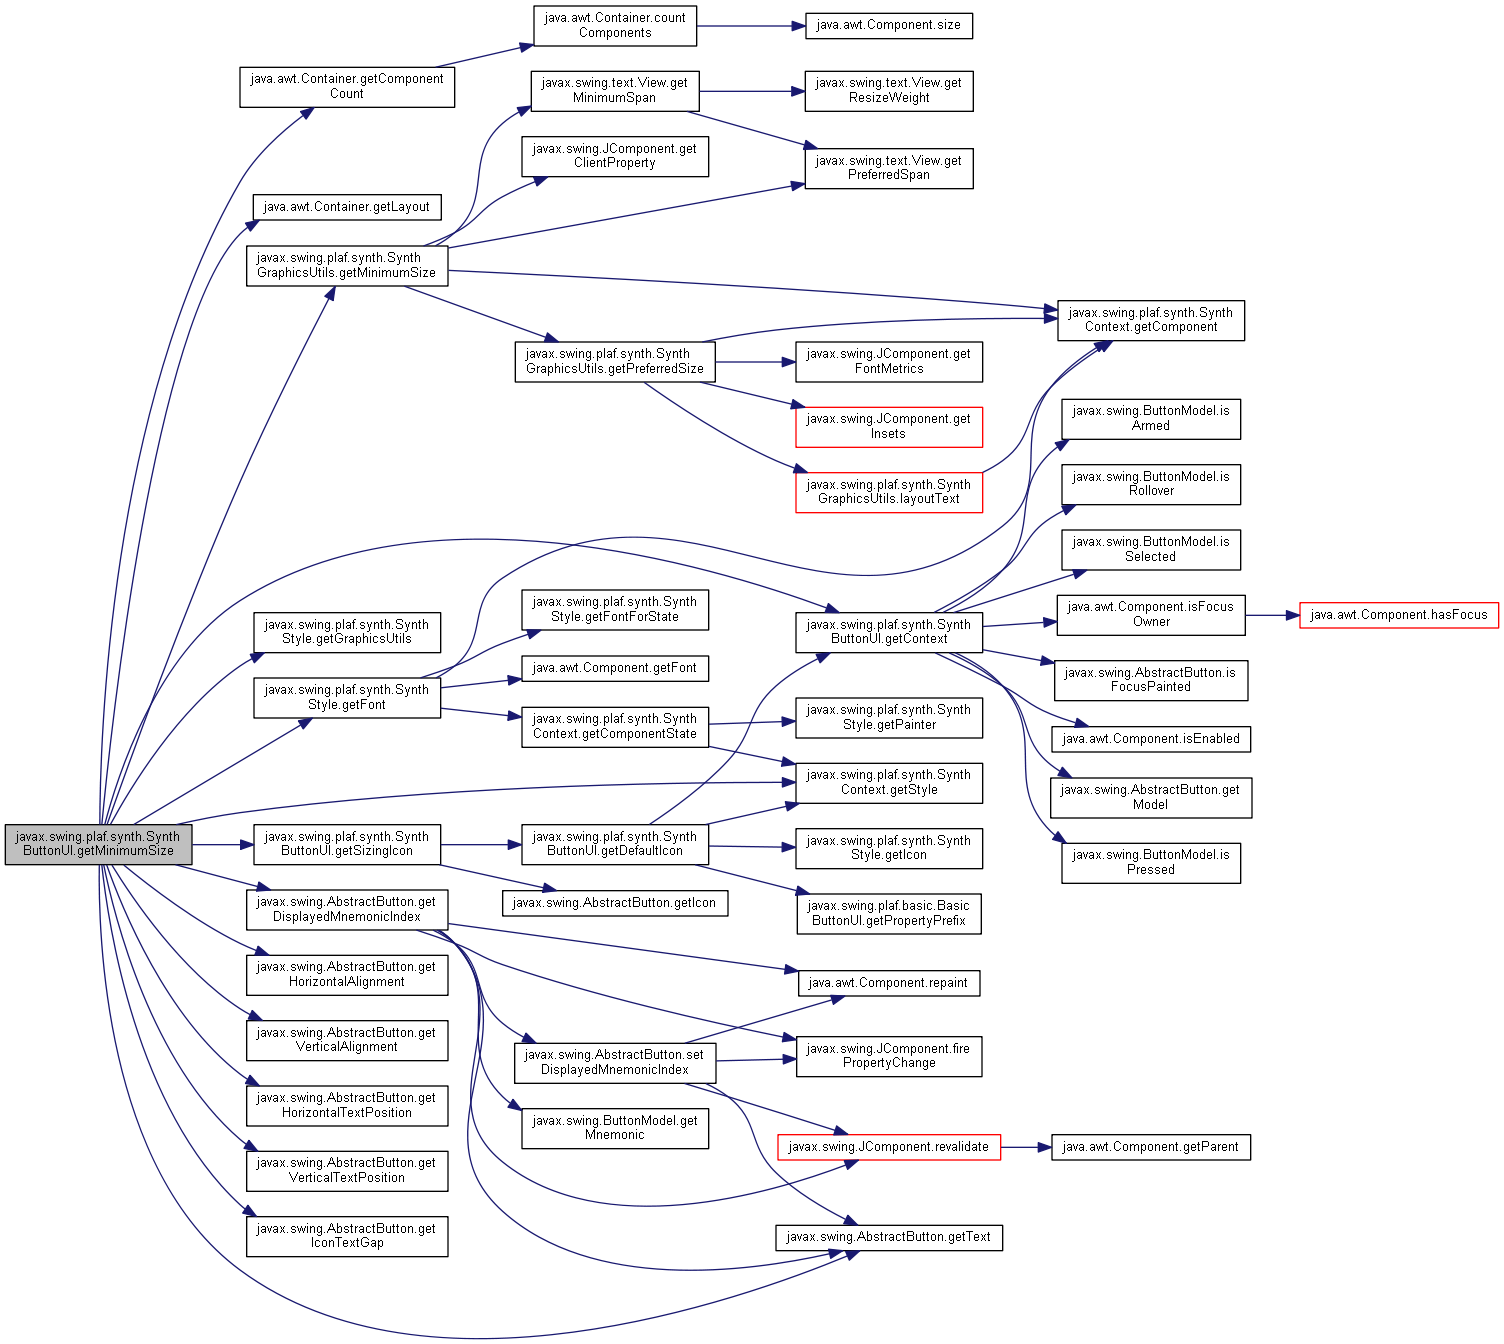 java.awt.Container.count
Components
java.awt.Component.size
java.awt.Container.getComponent
Count
javax.swing.text.View.get
MinimumSpan
javax.swing.text.View.get
ResizeWeight
javax.swing.JComponent.get
ClientProperty
javax.swing.text.View.get
PreferredSpan
java.awt.Container.getLayout
javax.swing.plaf.synth.Synth
GraphicsUtils.getMinimumSize
javax.swing.plaf.synth.Synth
Context.getComponent
javax.swing.plaf.synth.Synth
GraphicsUtils.getPreferredSize
javax.swing.JComponent.get
FontMetrics
javax.swing.JComponent.get
Insets
javax.swing.ButtonModel.is
Armed
javax.swing.plaf.synth.Synth
GraphicsUtils.layoutText
javax.swing.ButtonModel.is
Rollover
javax.swing.ButtonModel.is
Selected
javax.swing.plaf.synth.Synth
Style.getFontForState
javax.swing.plaf.synth.Synth
Style.getGraphicsUtils
javax.swing.plaf.synth.Synth
ButtonUI.getContext
java.awt.Component.isFocus
Owner
java.awt.Component.hasFocus
java.awt.Component.getFont
javax.swing.AbstractButton.is
FocusPainted
javax.swing.plaf.synth.Synth
Style.getFont
javax.swing.plaf.synth.Synth
Context.getComponentState
javax.swing.plaf.synth.Synth
Style.getPainter
java.awt.Component.isEnabled
javax.swing.plaf.synth.Synth
Context.getStyle
javax.swing.AbstractButton.get
Model
javax.swing.plaf.synth.Synth
ButtonUI.getMinimumSize
javax.swing.plaf.synth.Synth
ButtonUI.getSizingIcon
javax.swing.plaf.synth.Synth
ButtonUI.getDefaultIcon
javax.swing.plaf.synth.Synth
Style.getIcon
javax.swing.ButtonModel.is
Pressed
javax.swing.AbstractButton.get
DisplayedMnemonicIndex
javax.swing.AbstractButton.getIcon
javax.swing.plaf.basic.Basic
ButtonUI.getPropertyPrefix
javax.swing.AbstractButton.get
HorizontalAlignment
java.awt.Component.repaint
javax.swing.AbstractButton.get
VerticalAlignment
javax.swing.AbstractButton.set
DisplayedMnemonicIndex
javax.swing.JComponent.fire
PropertyChange
javax.swing.AbstractButton.get
HorizontalTextPosition
javax.swing.ButtonModel.get
Mnemonic
javax.swing.JComponent.revalidate
java.awt.Component.getParent
javax.swing.AbstractButton.get
VerticalTextPosition
javax.swing.AbstractButton.get
IconTextGap
javax.swing.AbstractButton.getText